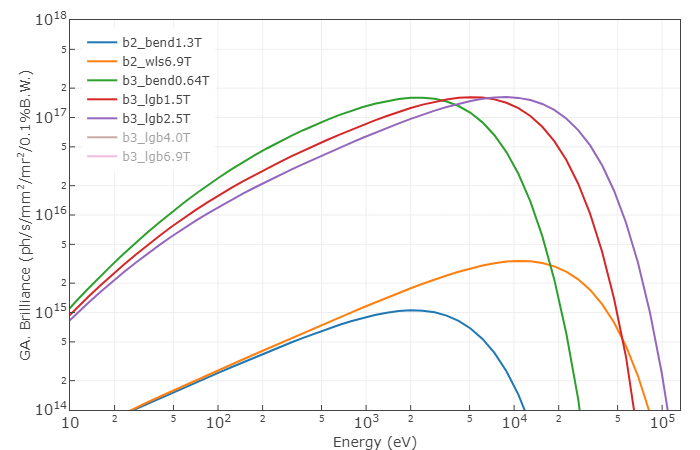 GA. Brilliance (ph/s/mm²/mr²/0.1%B.W.)
10¹⁸
5
2
10¹⁷
5
2
10¹⁶
5
2
10¹⁵
5
2
10¹⁴
b2_bend1.3T
b2_wls6.9T
b3_bend0.64T
b3_lgb1.5T
b3_lgb2.5T
b3_lgb4.0T
b3_lgb6.9T
10 2 5 10² 2 5 10³ 2 5 10⁴ 2 5 10⁵
Energy (eV)